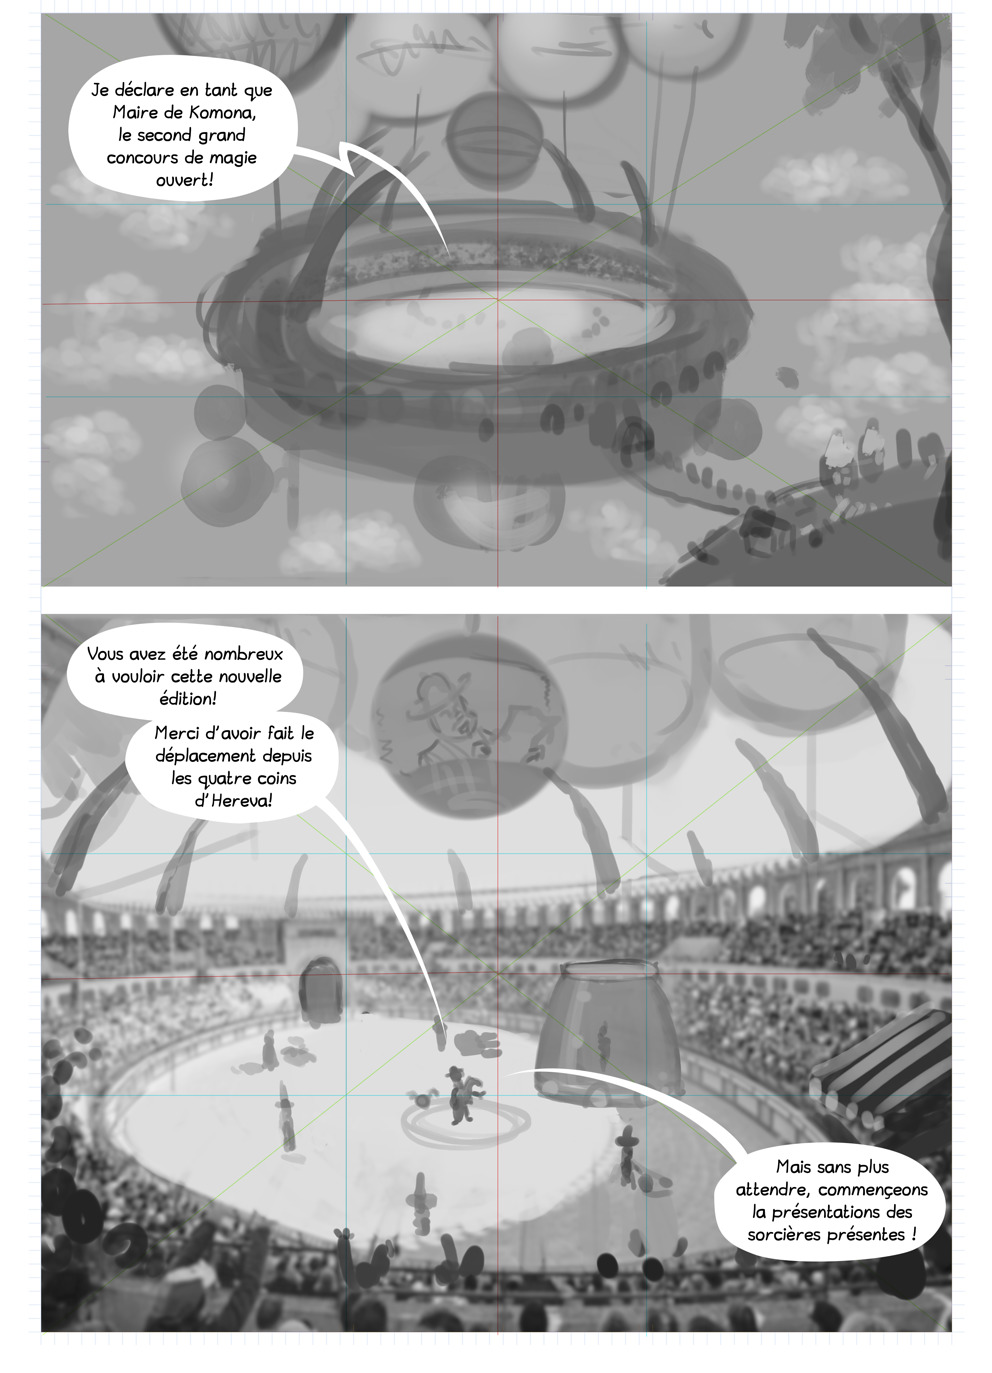 Je déclare en tant que
Maire de Komona,
le second grand
concours de magie
ouvert!
Vous avez été nombreux
à vouloir cette nouvelle
édition!
Merci d'avoir fait le
déplacement depuis
les quatre coins
d'Hereva!
Mais sans plus
attendre, commençeons
la présentations des
sorcières présentes !